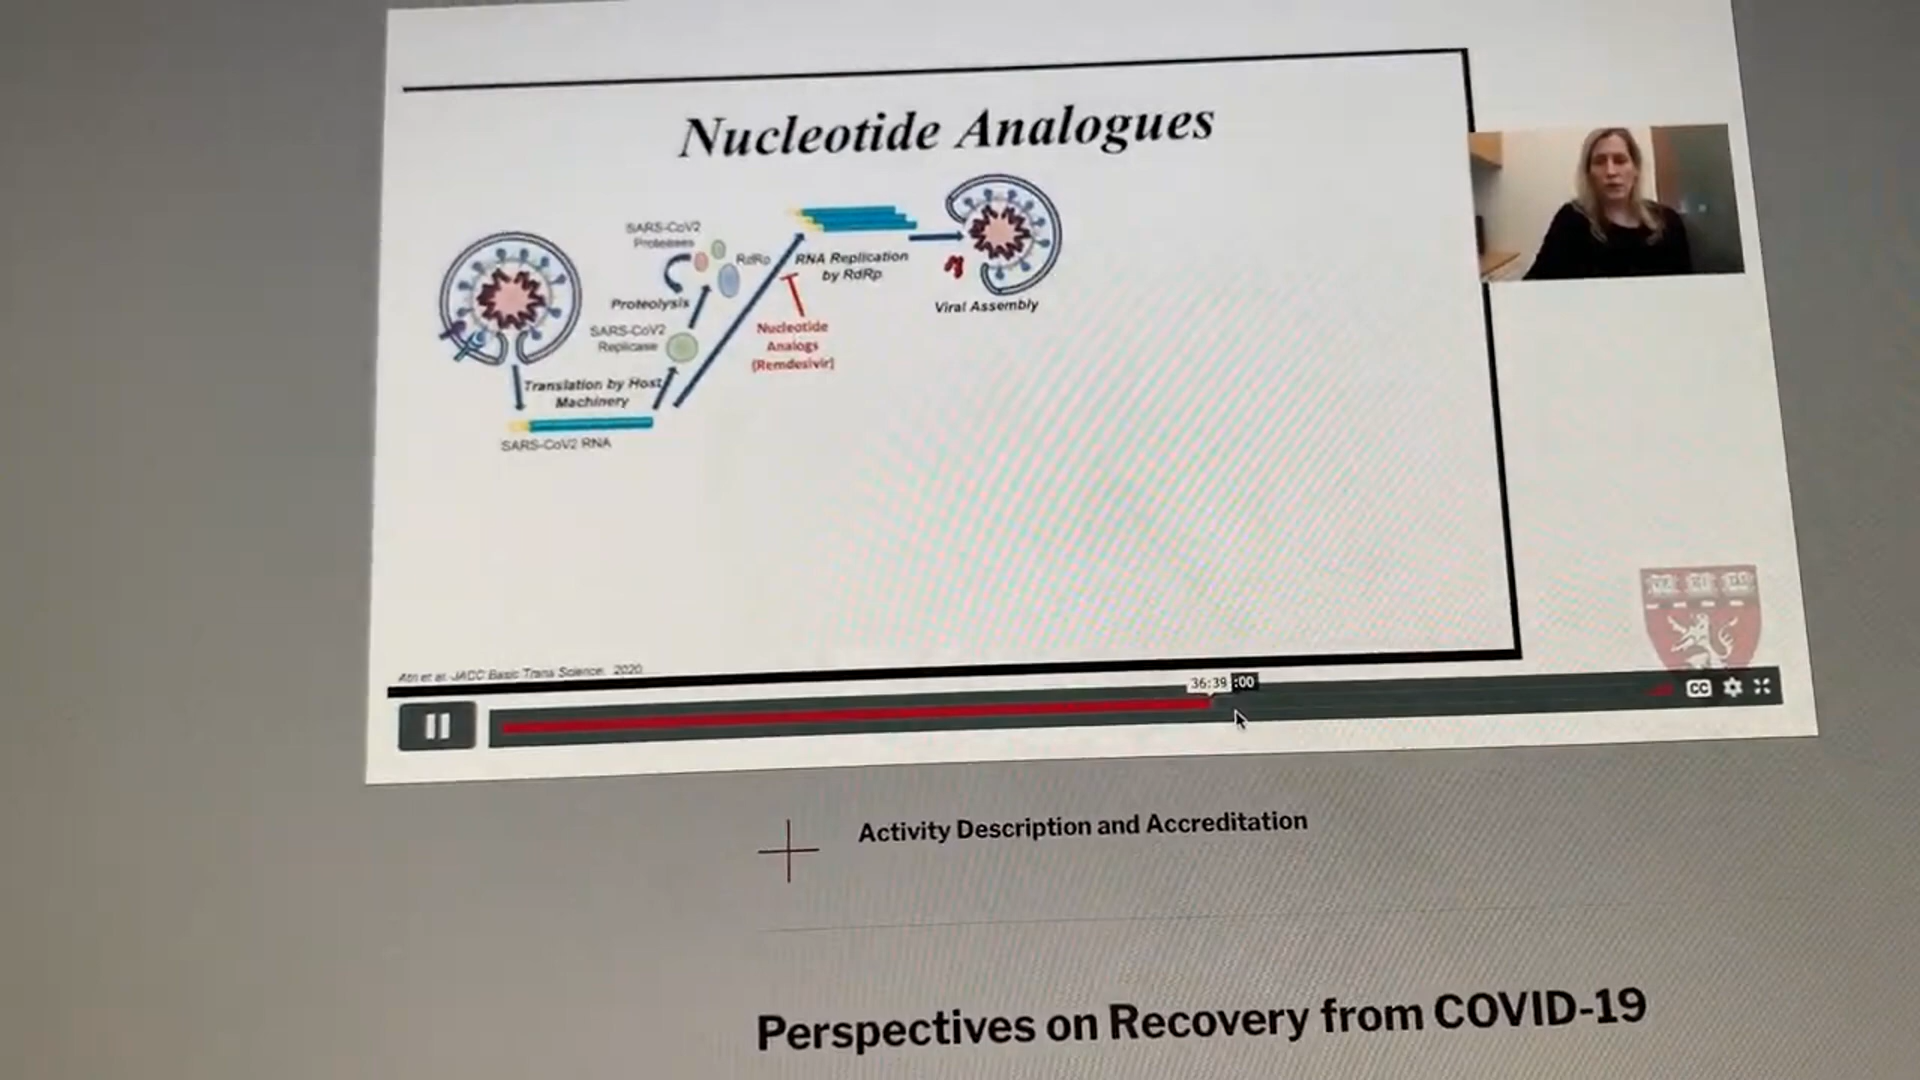 Nucleotide Analogues
SARS-CoV2
Proteases
RdRp
RNA Replication
by RdRp
Proteolysis
Viral Assembly
SARS-CoV2
Replicase
Nucleotide
Analogs
(Remdesivir)
Translation by Host
Machinery
SARS-CoV2 RNA
et al. JACC Basic Trans Science. 2020
36:39
:00
CC
Activity Description and Accreditation
Perspectives on Recovery from COVID-19